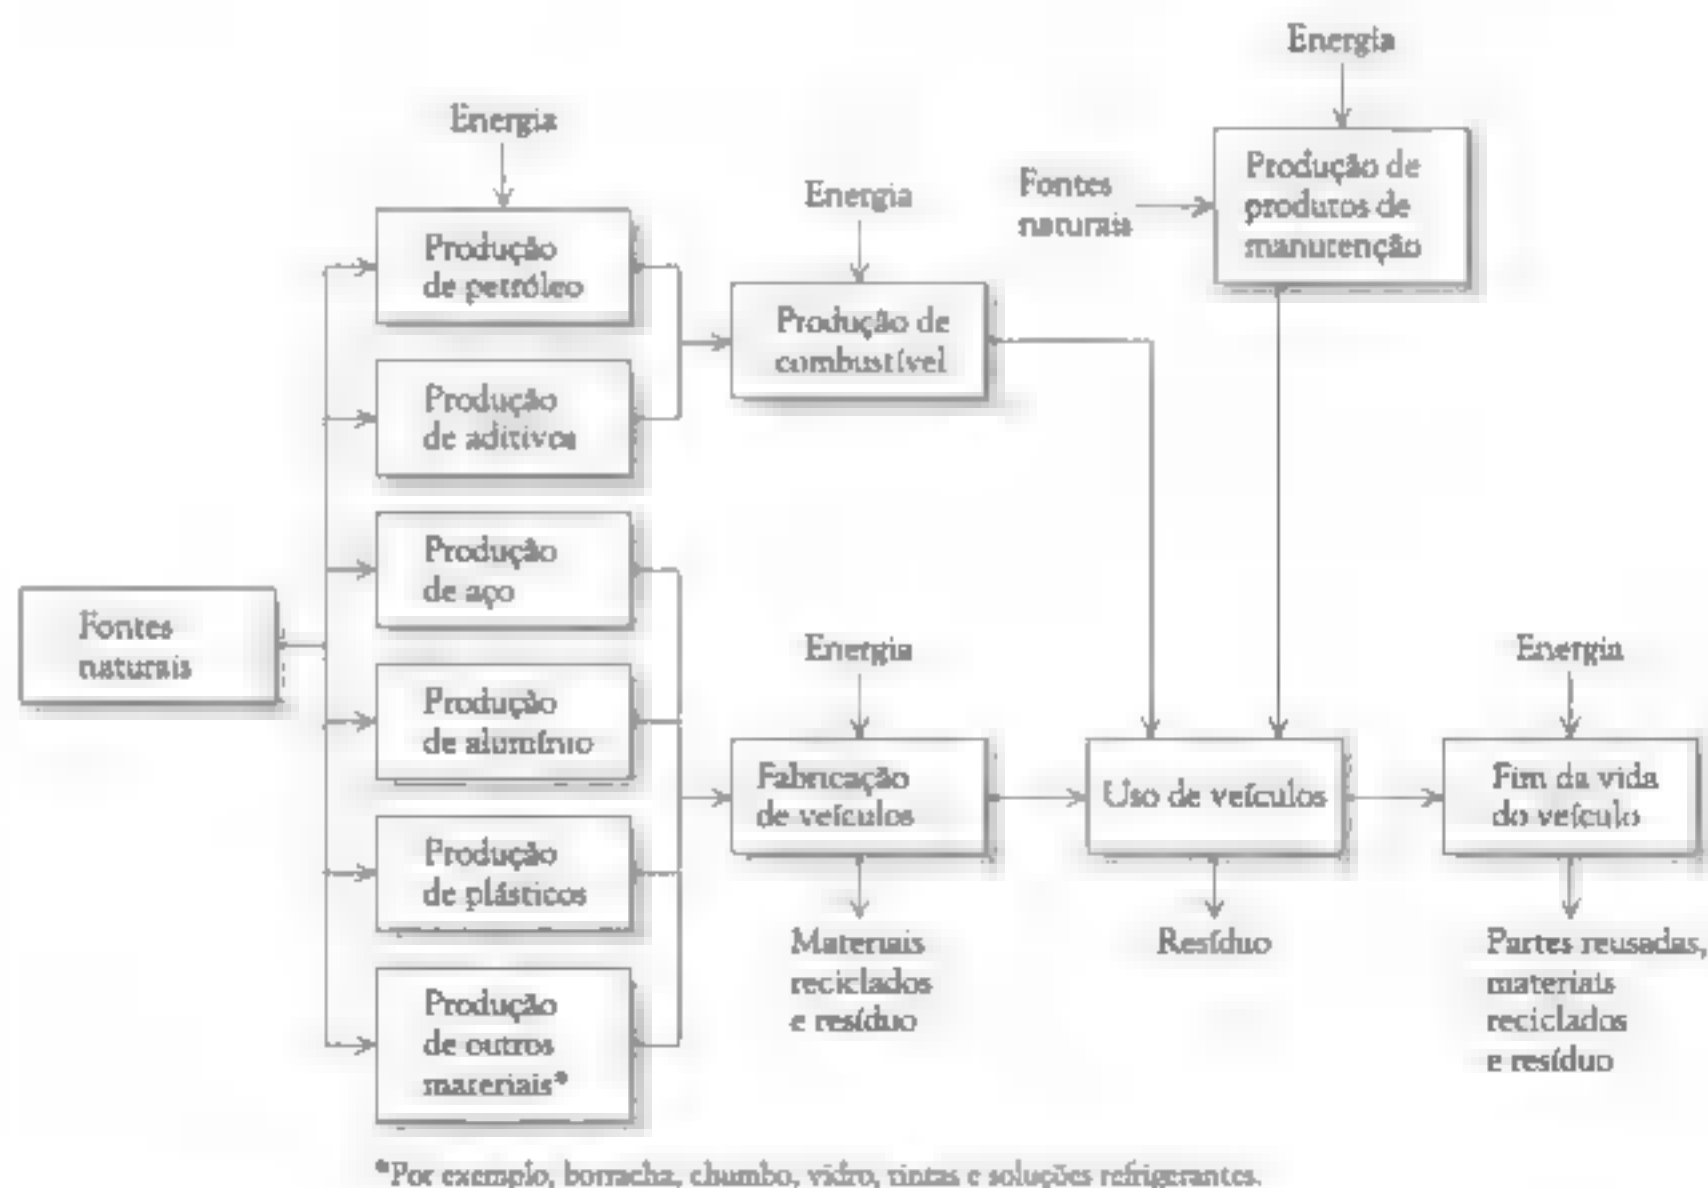 Energia
Energia
Produção
de petróleo
Energia
Fontes
naturais
Produção de
produtos de
manutenção
Produção de
combustível
Produção
de aditivos
Produção
de aço
Fontes
naturais
Produção
de alumínio
Energia
Energia
Fabricação
de veículos
Uso de veículos
Fim da vida
do veículo
Produção
de plásticos
Materiais
reciclados
e resíduo
Resíduo
Partes reusadas,
materiais
reciclados
e resíduo
Produção
de outros
materiais*
*Por exemplo, borracha, chumbo, vidro, tintas e soluções refrigerantes.